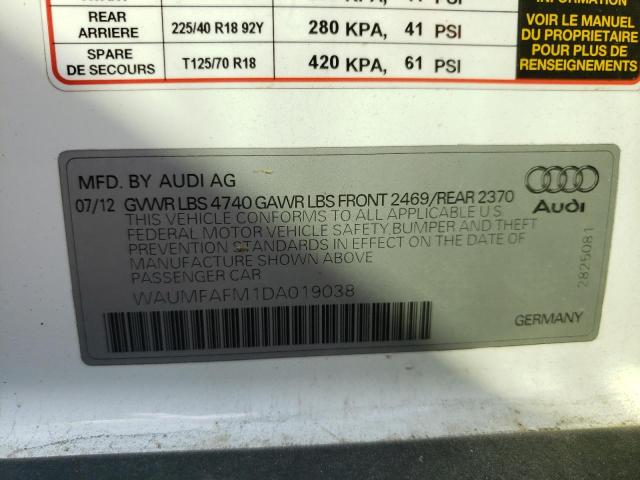 REAR
ARRIERE
225/40 R18 92Y
280 KPA, 41 PSI
SPARE
DE SECOURS
T125/70 R18
420 KPA, 61 PSI
INFORMATION
VOIR LE MANUEL
DU PROPRIETAIRE
POUR PLUS DE
RENSEIGNEMENTS
MFD. BY AUDI AG
07/12 GVWR LBS 4740 GAWR LBS FRONT 2469/REAR 2370
THIS VEHICLE CONFORMS TO ALL APPLICABLE U S
FEDERAL MOTOR VEHICLE SAFETY,BUMPER AND THEFT
PREVENTION STANDARDS IN EFFECT ON THE DATE OF
MANUFACTURE SHOWN ABOVE
PASSENGER CAR
WAUMFAFM1DA019038
Audi
2825081
GERMANY